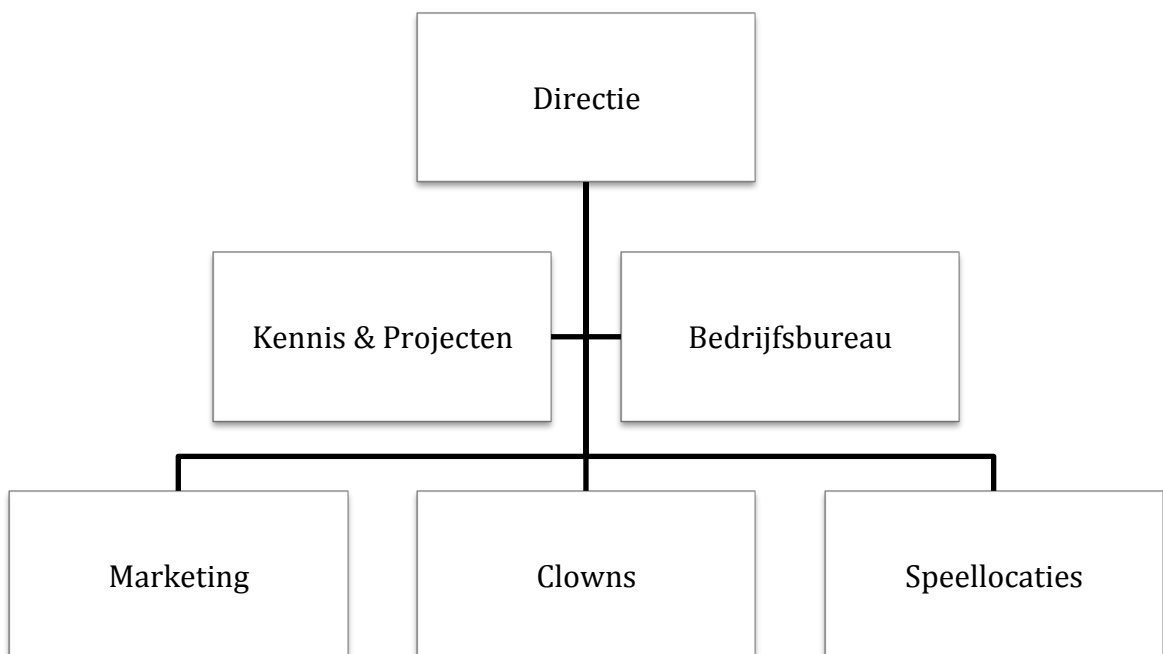 Directie
Kennis & Projecten
Bedrijfsbureau
Marketing
Clowns
Speellocaties